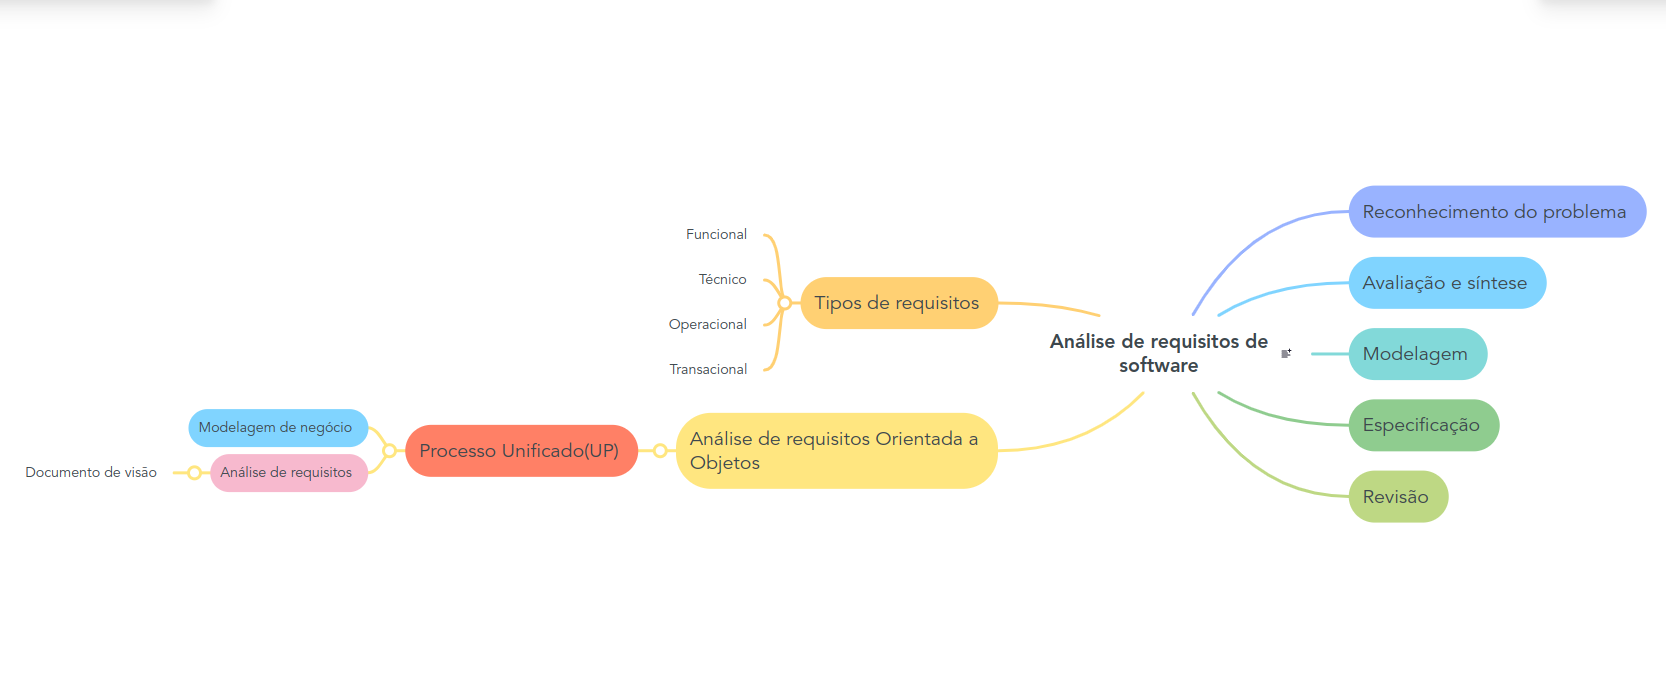 Análise de requisitos de
software
Reconhecimento do problema
Avaliação e síntese
Modelagem
Especificação
Revisão
Tipos de requisitos
Funcional
Técnico
Operacional
Transacional
Análise de requisitos Orientada a
Objetos
Processo Unificado(UP)
Modelagem de negócio
Análise de requisitos
Documento de visão